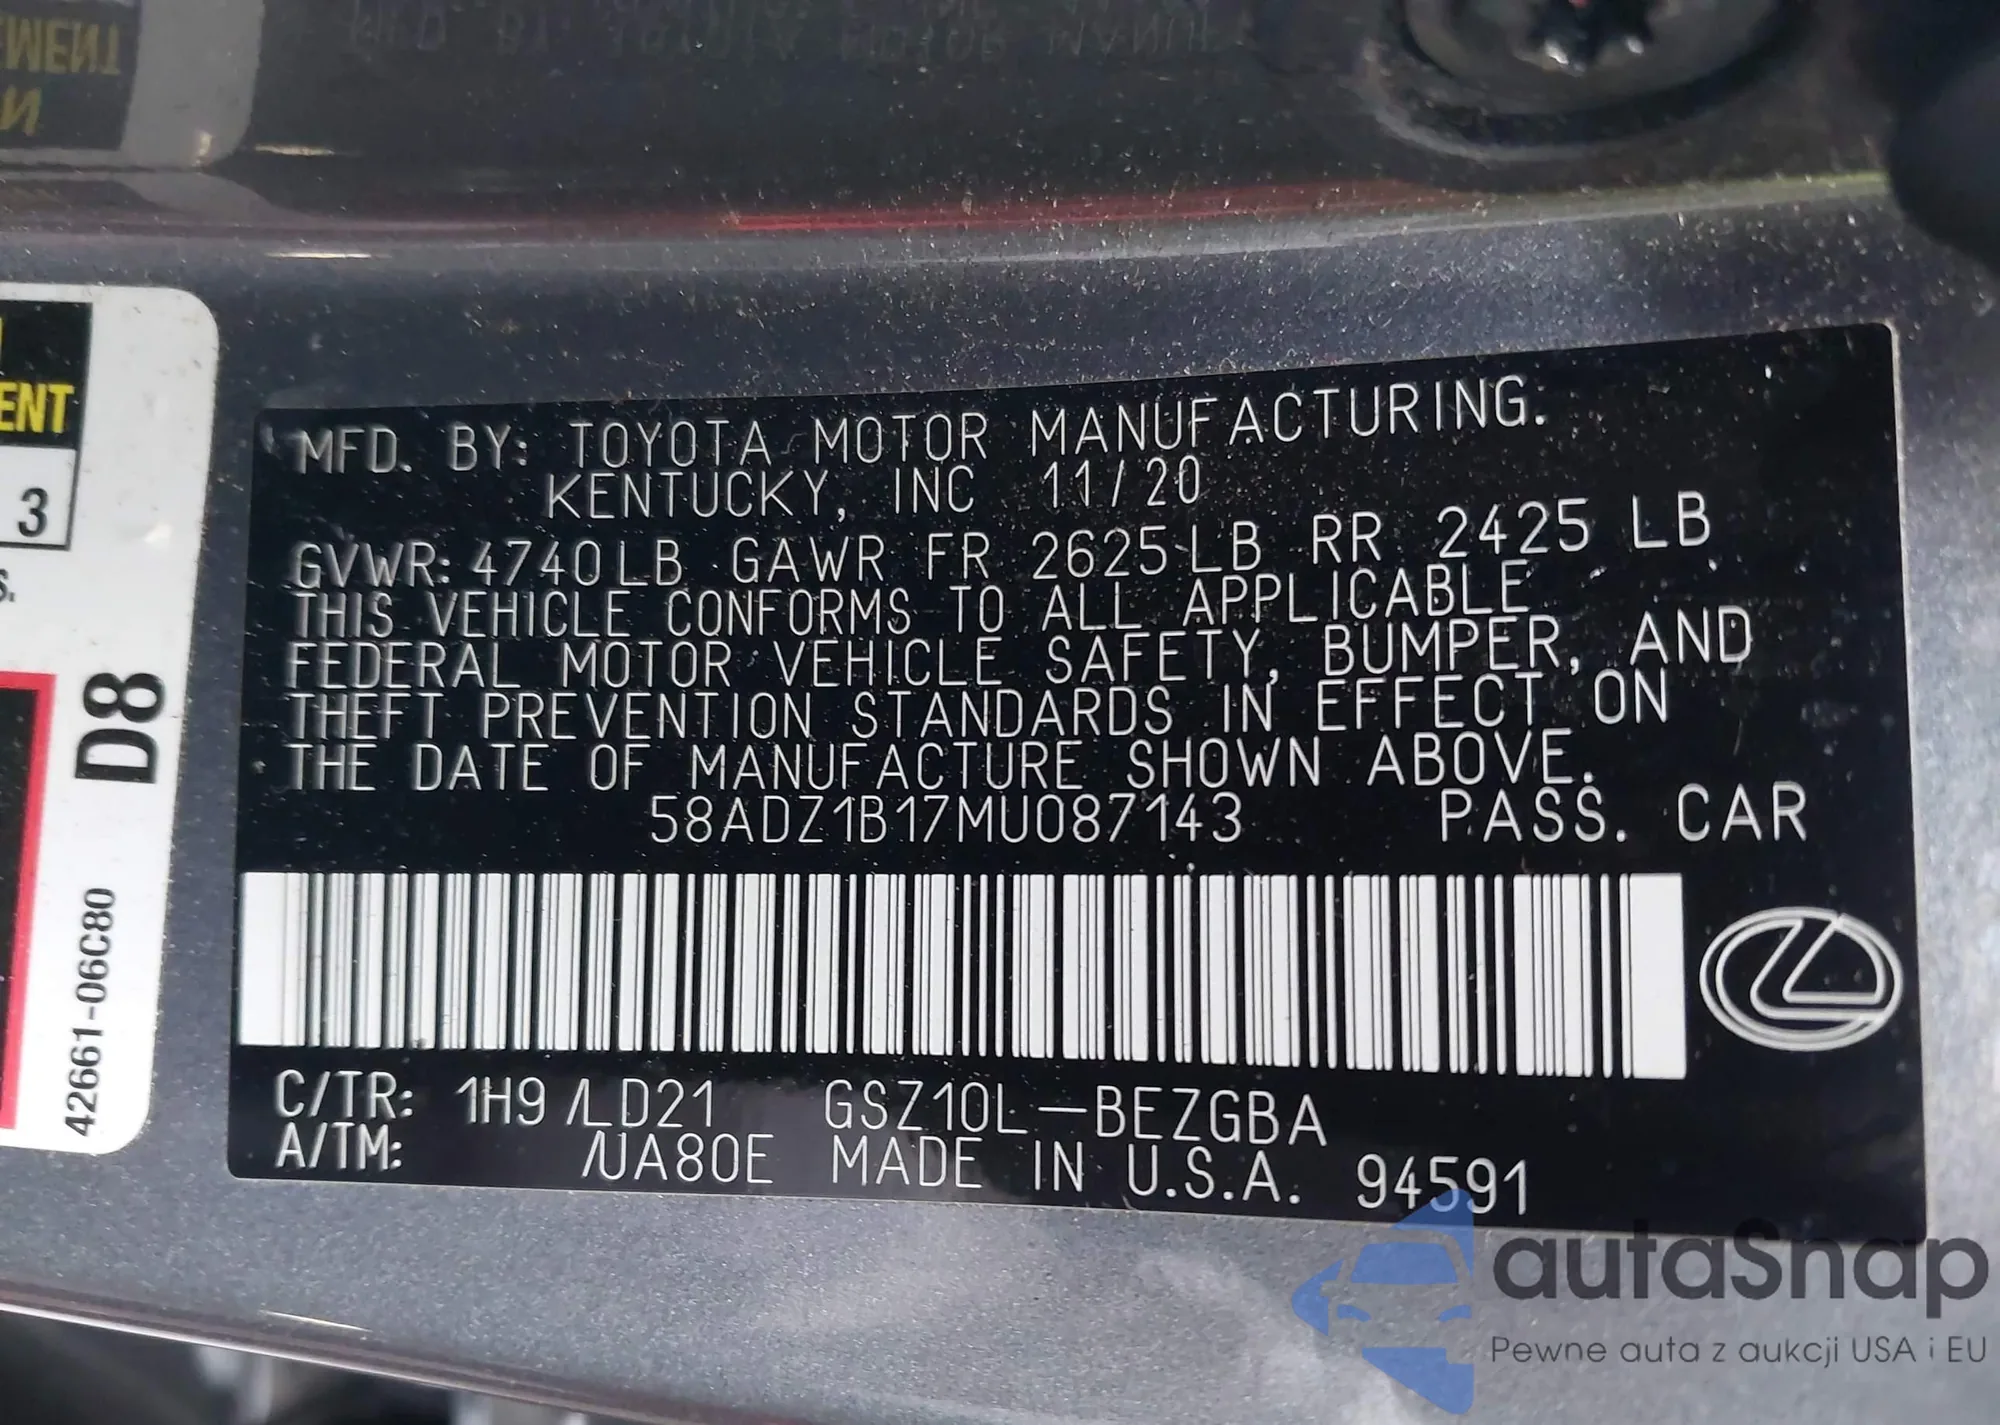 MFD. BY: TOYOTA MOTOR MANUFACTURING.
KENTUCKY, INC 11/20
GVWR: 4740LB GAWR FR 2625 LB RR 2425 LB
THIS VEHICLE CONFORMS TO ALL APPLICABLE
FEDERAL MOTOR VEHICLE SAFETY, BUMPER, AND
THEFT PREVENTION STANDARDS IN EFFECT ON
THE DATE OF MANUFACTURE SHOWN ABOVE.
58ADZ1B17MU087143 PASS. CAR
C/TR: 1H9 /LD21 GSZ10L-BEZGBA
A/TM: /UA80E MADE IN U.S.A. 94591
ENT
3
S.
D8
42661-06C80
autaSnap
Pewne auta z aukcji USA i EU